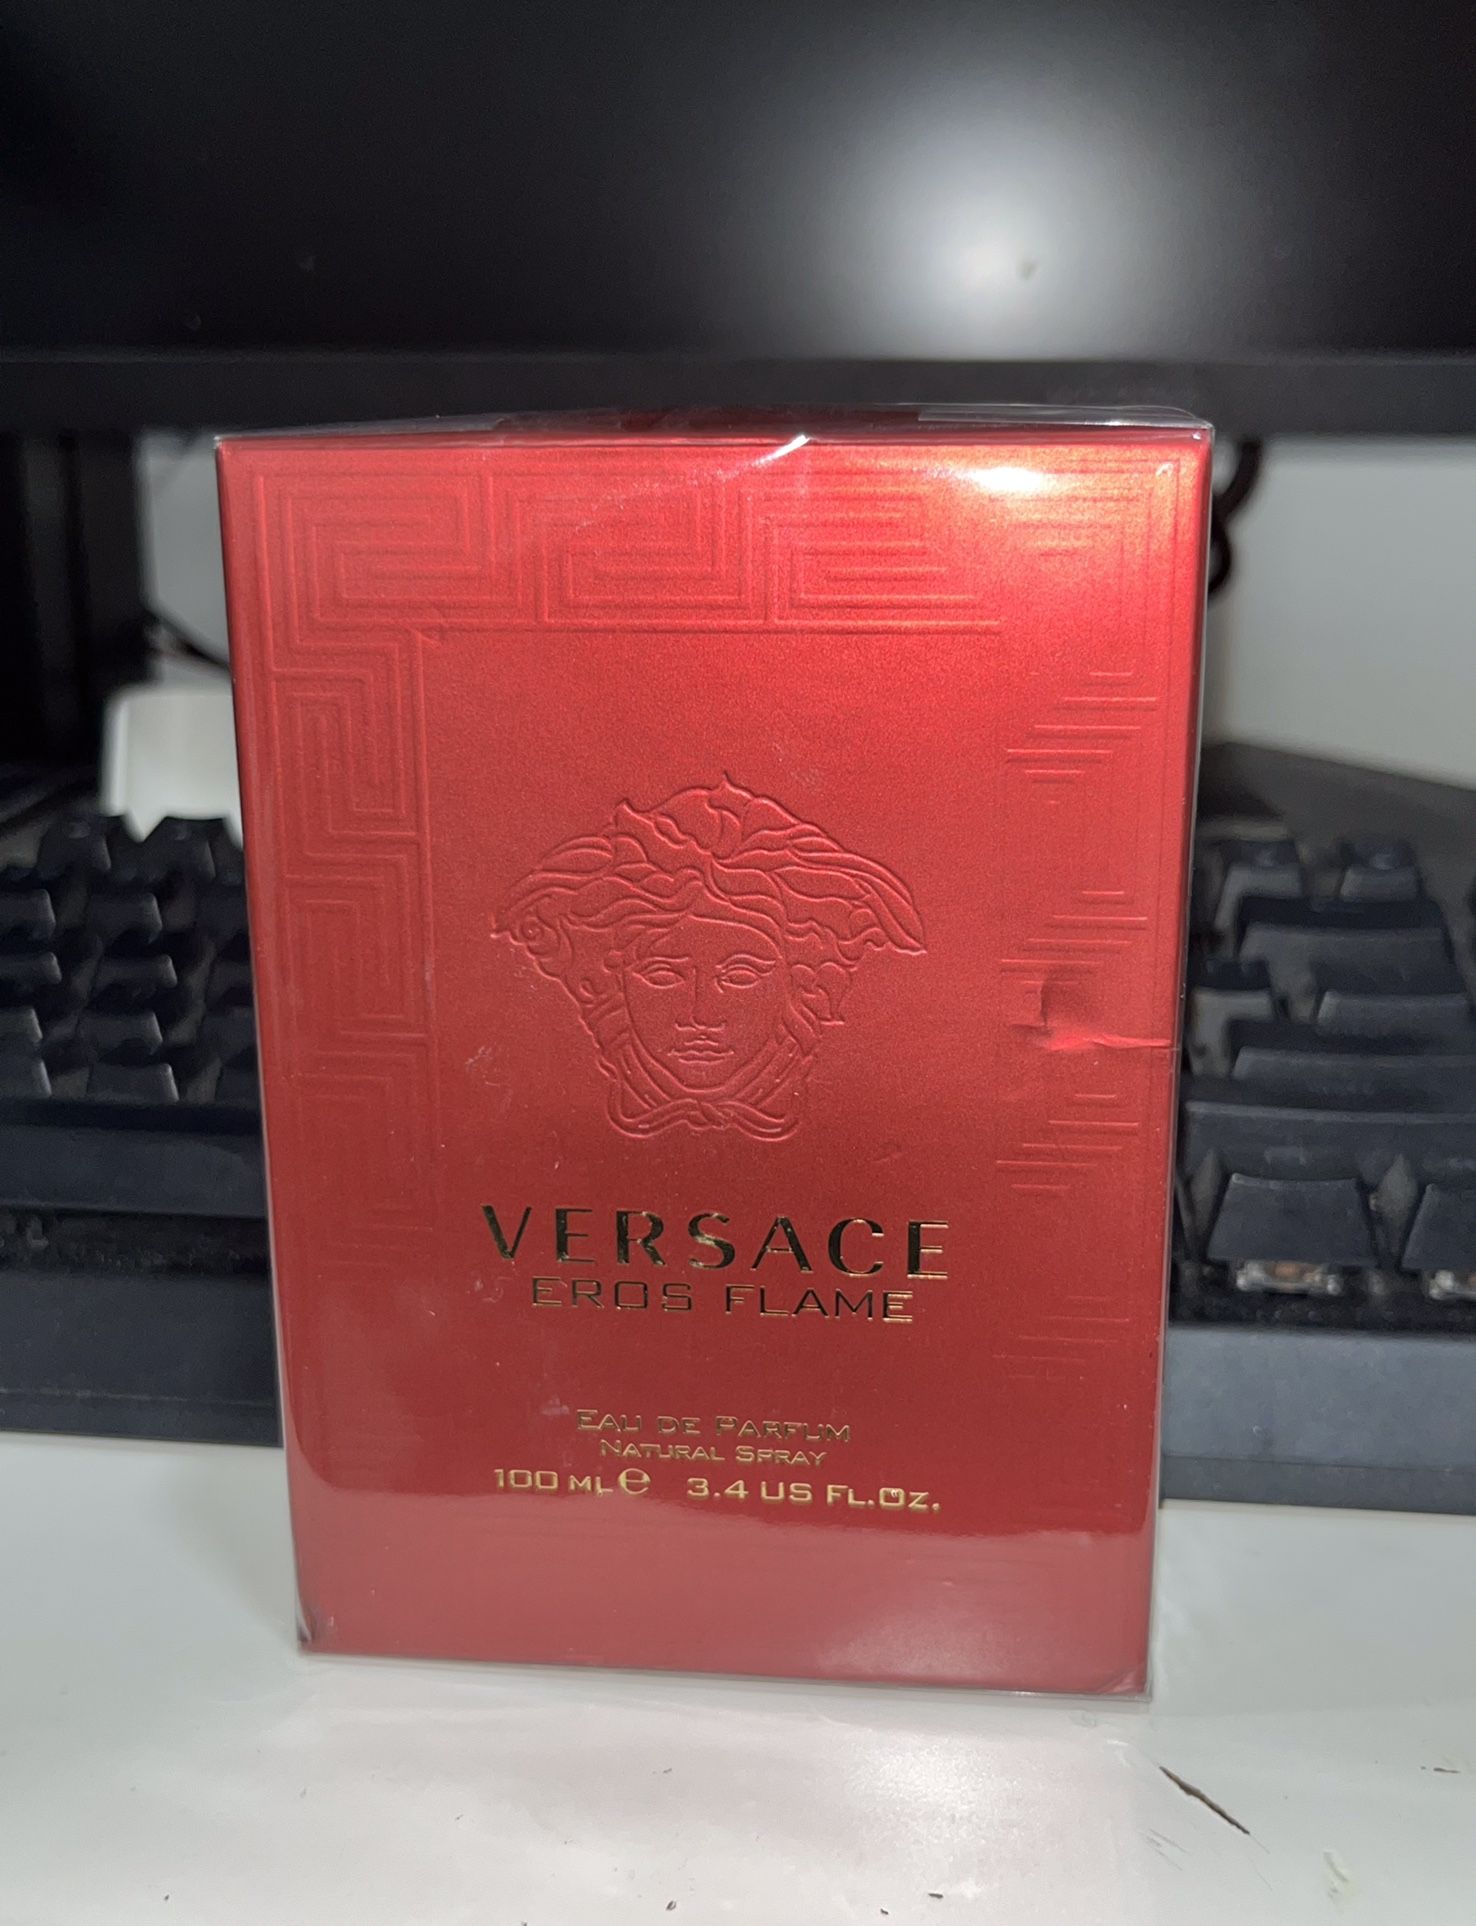 VERSACE
EROS FLAME
EAU DE PARFUM
NATURAL SPRAY
100 ML ℮ 3.4 US FL.OZ.